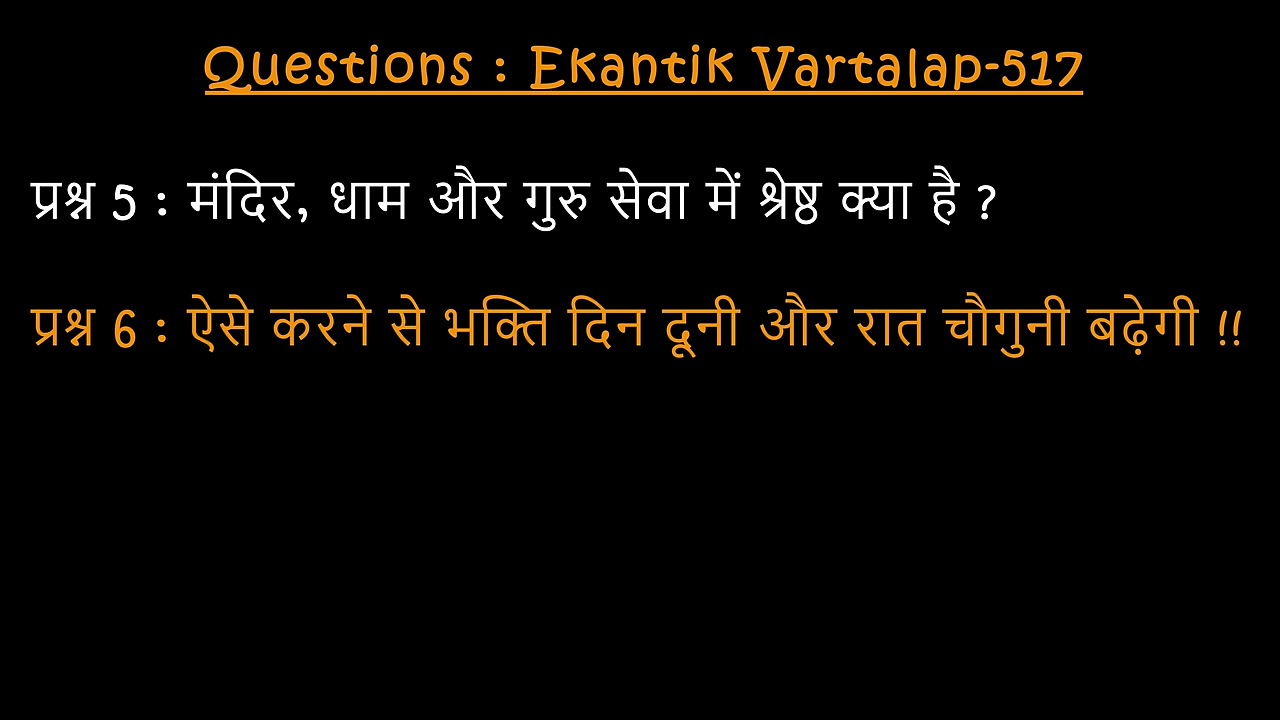 Questions : Ekantik Vartalap-517
प्रश्न 5 : मंदिर, धाम और गुरु सेवा में श्रेष्ठ क्या है ?
प्रश्न 6 : ऐसे करने से भक्ति दिन दूनी और रात चौगुनी बढ़ेगी !!